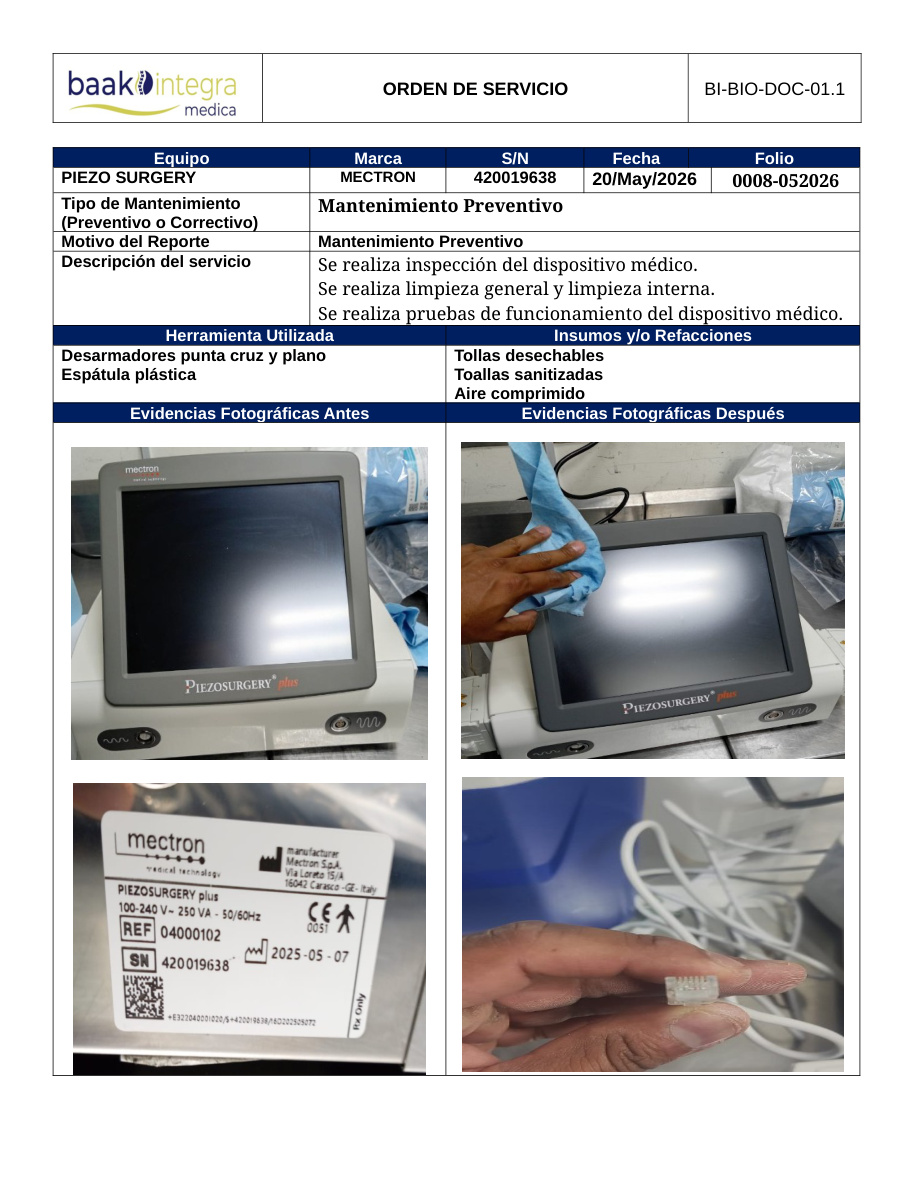 baak integra
medica
ORDEN DE SERVICIO
BI-BIO-DOC-01.1
Equipo Marca S/N Fecha Folio
PIEZO SURGERY MECTRON 420019638 20/May/2026 0008-052026
Tipo de Mantenimiento
(Preventivo o Correctivo)
Mantenimiento Preventivo
Motivo del Reporte Mantenimiento Preventivo
Descripción del servicio
Se realiza inspección del dispositivo médico.
Se realiza limpieza general y limpieza interna.
Se realiza pruebas de funcionamiento del dispositivo médico.
Herramienta Utilizada Insumos y/o Refacciones
Desarmadores punta cruz y plano
Espátula plástica
Tollas desechables
Toallas sanitizadas
Aire comprimido
Evidencias Fotográficas Antes Evidencias Fotográficas Después
mectron
PIEZOSURGERY® plus
PIEZOSURGERY® plus
mectron
medical technology
manufacturer
Mectron S.p.A.
Via Loreto 15/A
16042 Carasco -GE- Italy
PIEZOSURGERY plus
100-240 V~ 250 VA - 50/60Hz
CE
0051
REF 04000102
SN 420019638
2025-05-07
Rx Only